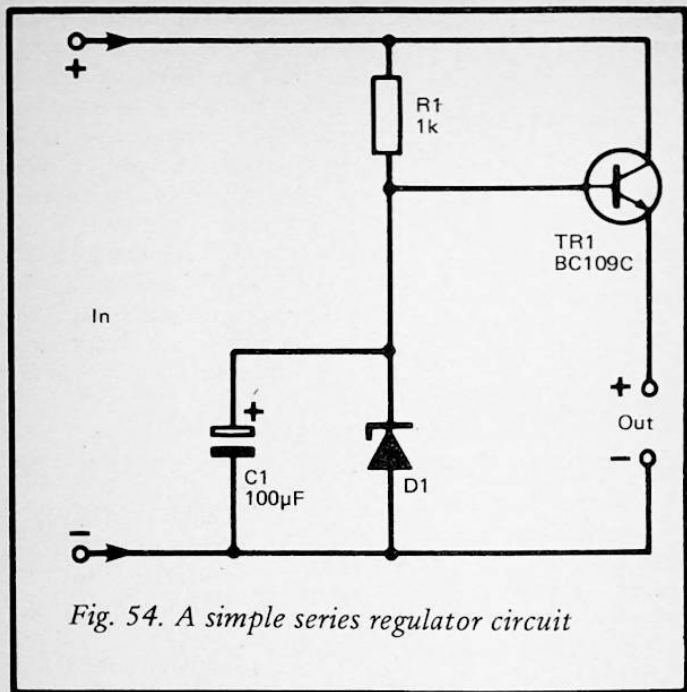 +
R1
1k
TR1
BC109C
In
+
Out
−
+
C1
100µF
D1
−
Fig. 54. A simple series regulator circuit